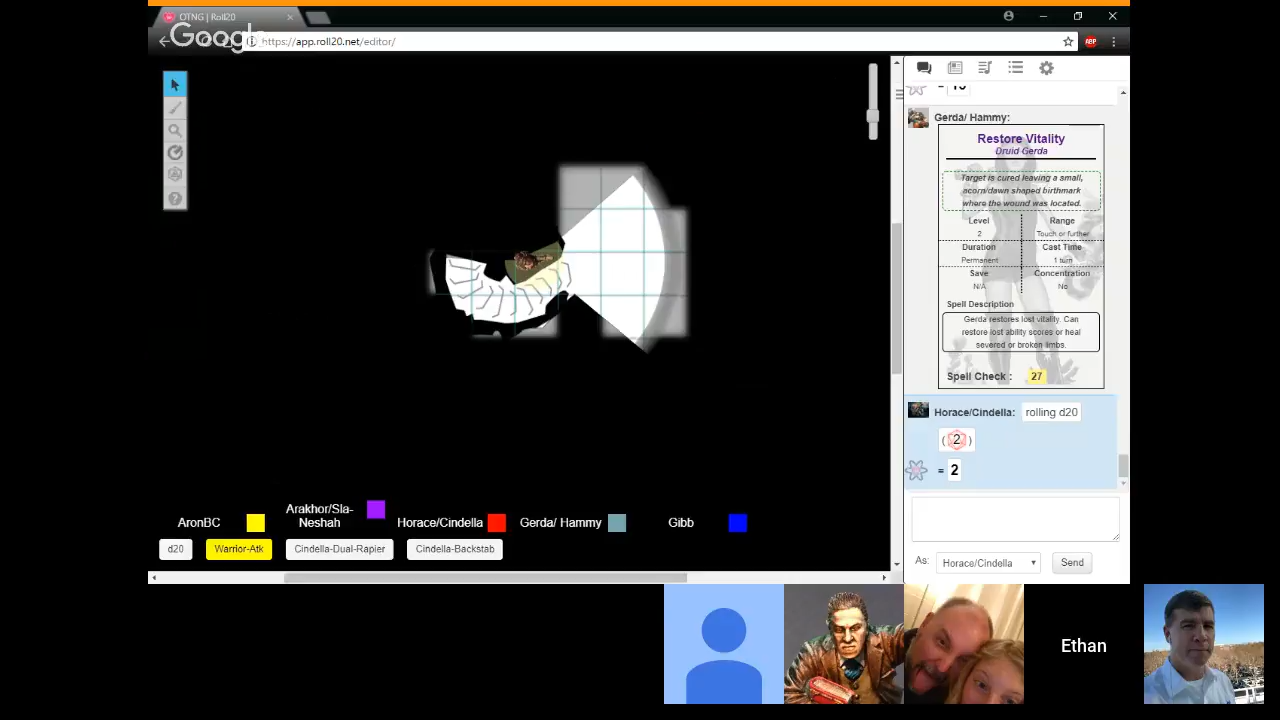 OTNG | Roll20
Google
https://app.roll20.net/editor/
ABP
Gerda/ Hammy:
Restore Vitality
Druid Gerda
Target is cured leaving a small,
acorn/dawn shaped birthmark
where the wound was located.
Level
Range
2
Touch or further
Duration
Cast Time
Permanent
1 turn
Save
Concentration
N/A
No
Spell Description
Gerda restores lost vitality. Can
restore lost ability scores or heal
severed or broken limbs.
Spell Check : 27
Horace/Cindella: rolling d20
( 2 )
= 2
AronBC
Arakhor/Sla-
Neshah
Horace/Cindella
Gerda/ Hammy
Gibb
d20
Warrior-Atk
Cindella-Dual-Rapier
Cindella-Backstab
As: Horace/Cindella
Send
Ethan